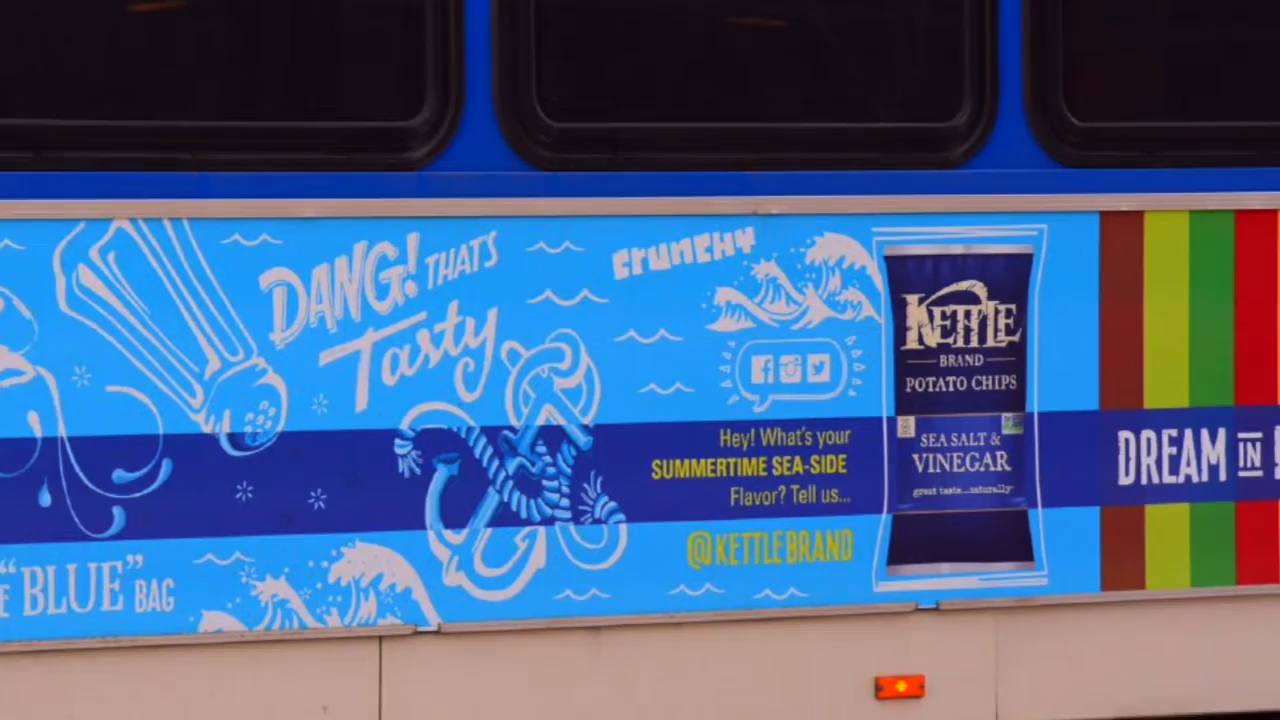 DANG! THAT'S
Tasty
CRUNCHY
Hey! What's your
SUMMERTIME SEA-SIDE
Flavor? Tell us...
@KETTLEBRAND
"BLUE" BAG
KETTLE
BRAND
POTATO CHIPS
SEA SALT &
VINEGAR
great taste...naturally
DREAM IN